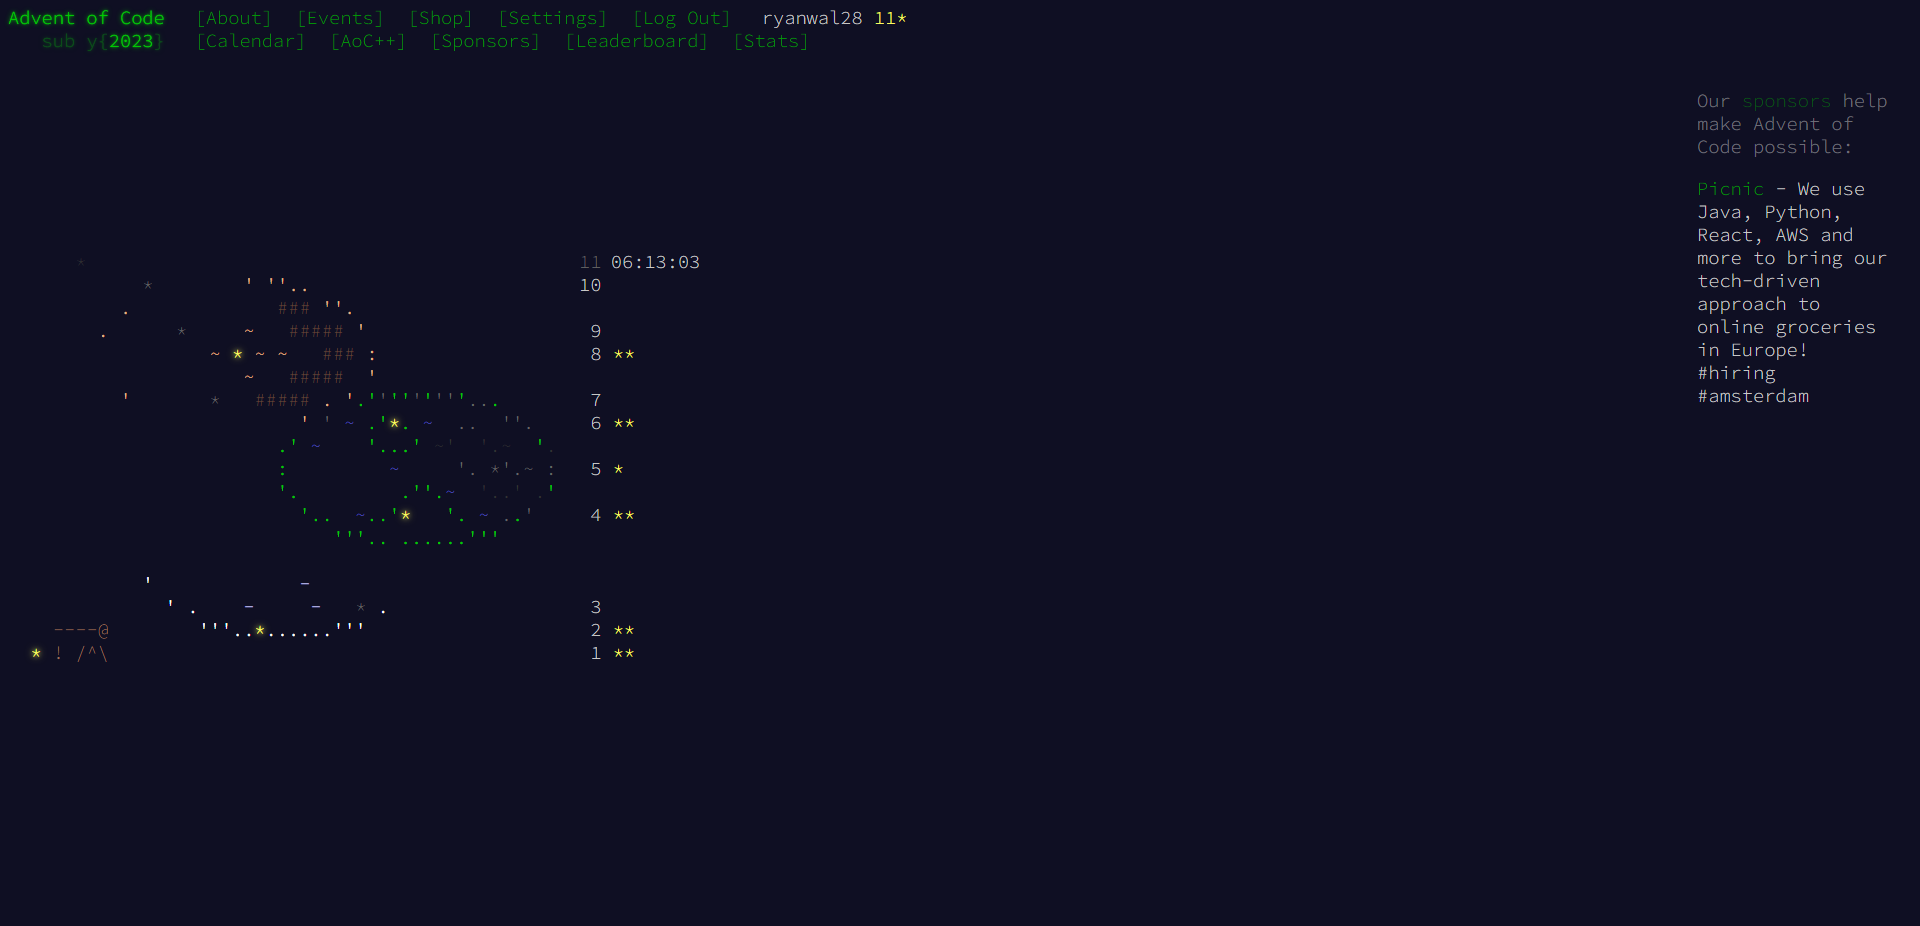 Advent of Code [About] [Events] [Shop] [Settings] [Log Out] ryanwal28 11*
sub y{2023} [Calendar] [AoC++] [Sponsors] [Leaderboard] [Stats]
Our sponsors help
make Advent of
Code possible:
Picnic - We use
Java, Python,
React, AWS and
more to bring our
tech-driven
approach to
online groceries
in Europe!
#hiring
#amsterdam
11 06:13:03
10
9
8 **
7
6 **
5 *
4 **
3
2 **
1 **